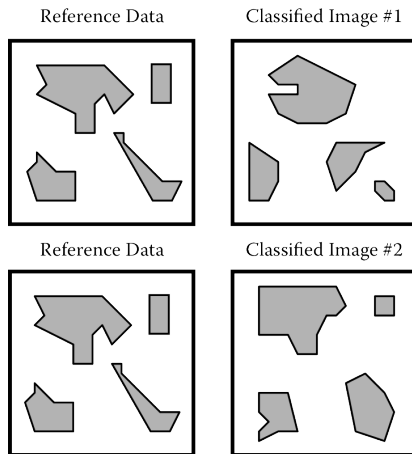 Reference Data
Classified Image #1
Reference Data
Classified Image #2